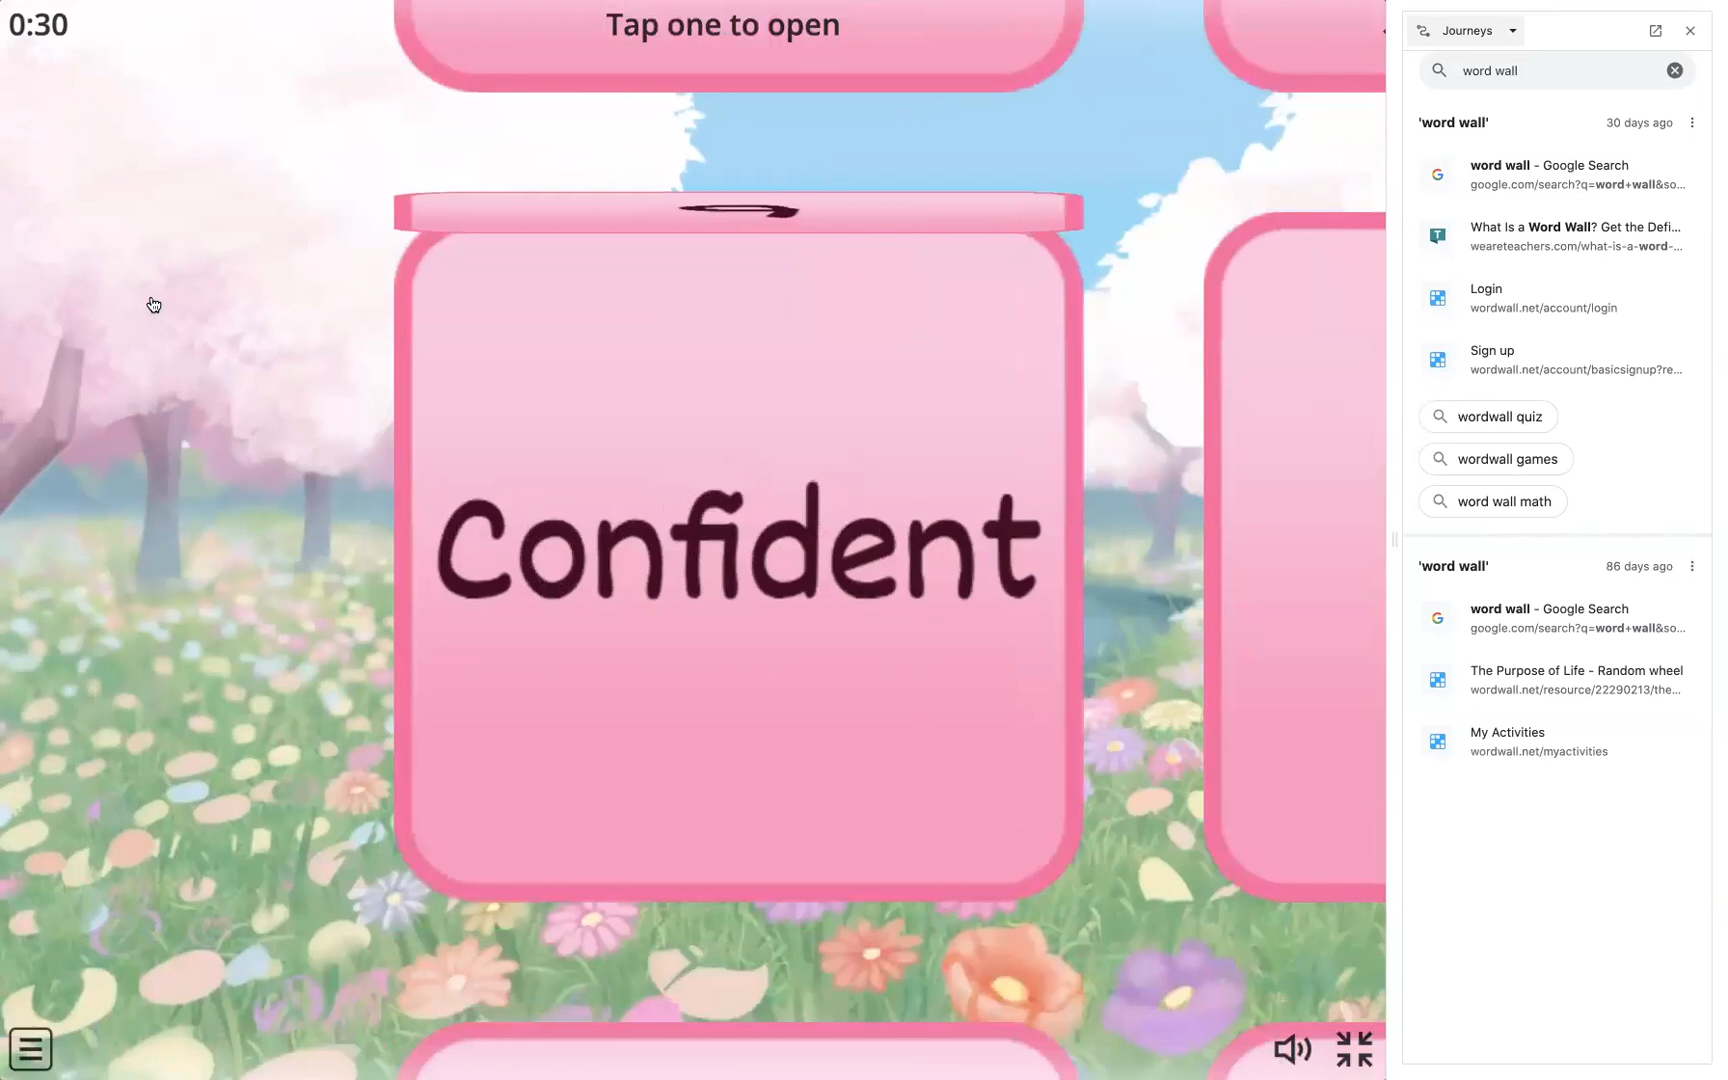 0:30
Tap one to open
Confident
Journeys
word wall
'word wall'
30 days ago
word wall - Google Search
google.com/search?q=word+wall&so...
What Is a Word Wall? Get the Defi...
weareteachers.com/what-is-a-word-...
Login
wordwall.net/account/login
Sign up
wordwall.net/account/basicsignup?re...
wordwall quiz
wordwall games
word wall math
'word wall'
86 days ago
word wall - Google Search
google.com/search?q=word+wall&so...
The Purpose of Life - Random wheel
wordwall.net/resource/22290213/the...
My Activities
wordwall.net/myactivities